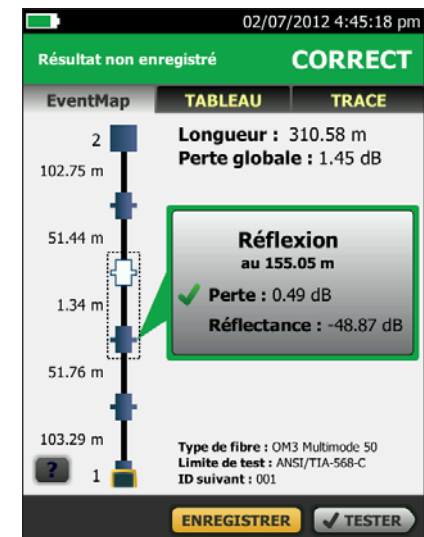 02/07/2012 4:45:18 pm
Résultat non enregistré CORRECT
EventMap TABLEAU TRACE
2
102.75 m
51.44 m
1.34 m
51.76 m
103.29 m
? 1
Longueur : 310.58 m
Perte globale : 1.45 dB
Réflexion
au 155.05 m
Perte : 0.49 dB
Réflectance : -48.87 dB
Type de fibre : OM3 Multimode 50
Limite de test : ANSI/TIA-568-C
ID suivant : 001
ENREGISTRER TESTER